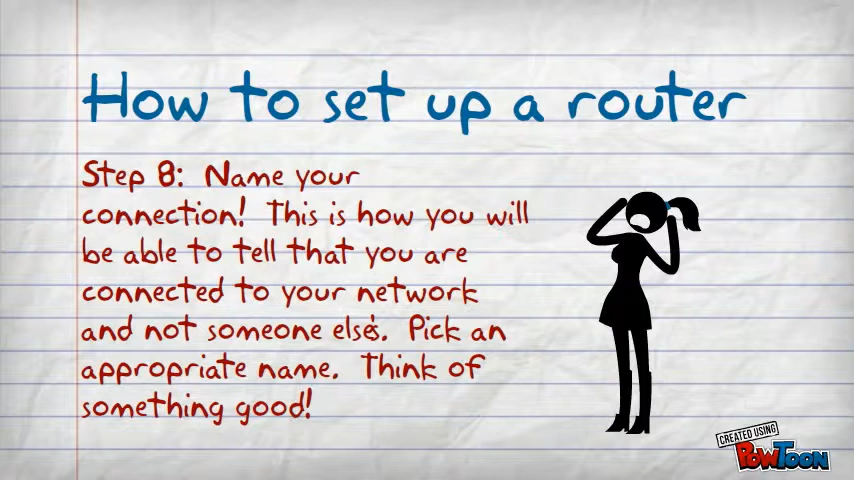 How to set up a router
Step 8: Name your
connection! This is how you will
be able to tell that you are
connected to your network
and not someone else's. Pick an
appropriate name. Think of
something good!
CREATED USING
POWTOON